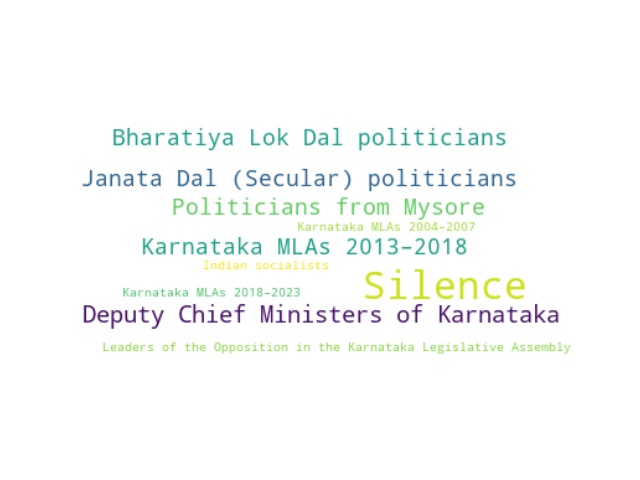 Bharatiya Lok Dal politicians
Janata Dal (Secular) politicians
Politicians from Mysore
Karnataka MLAs 2004–2007
Karnataka MLAs 2013–2018
Indian socialists
Silence
Karnataka MLAs 2018–2023
Deputy Chief Ministers of Karnataka
Leaders of the Opposition in the Karnataka Legislative Assembly